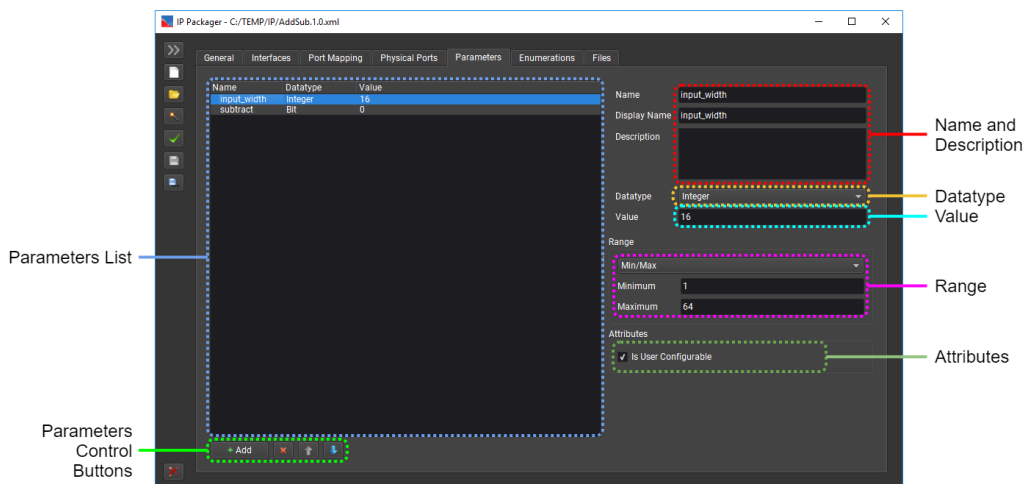 IP Packager - C:/TEMP/IP/AddSub.1.0.xml
General Interfaces Port Mapping Physical Ports Parameters Enumerations Files
Name Datatype Value
input_width Integer 16
subtract Bit 0
Name input_width
Display Name input_width
Description
Datatype Integer
Value 16
Range
Min/Max
Minimum 1
Maximum 64
Attributes
✓ Is User Configurable
+ Add
Parameters List
Parameters
Control
Buttons
Name and
Description
Datatype
Value
Range
Attributes